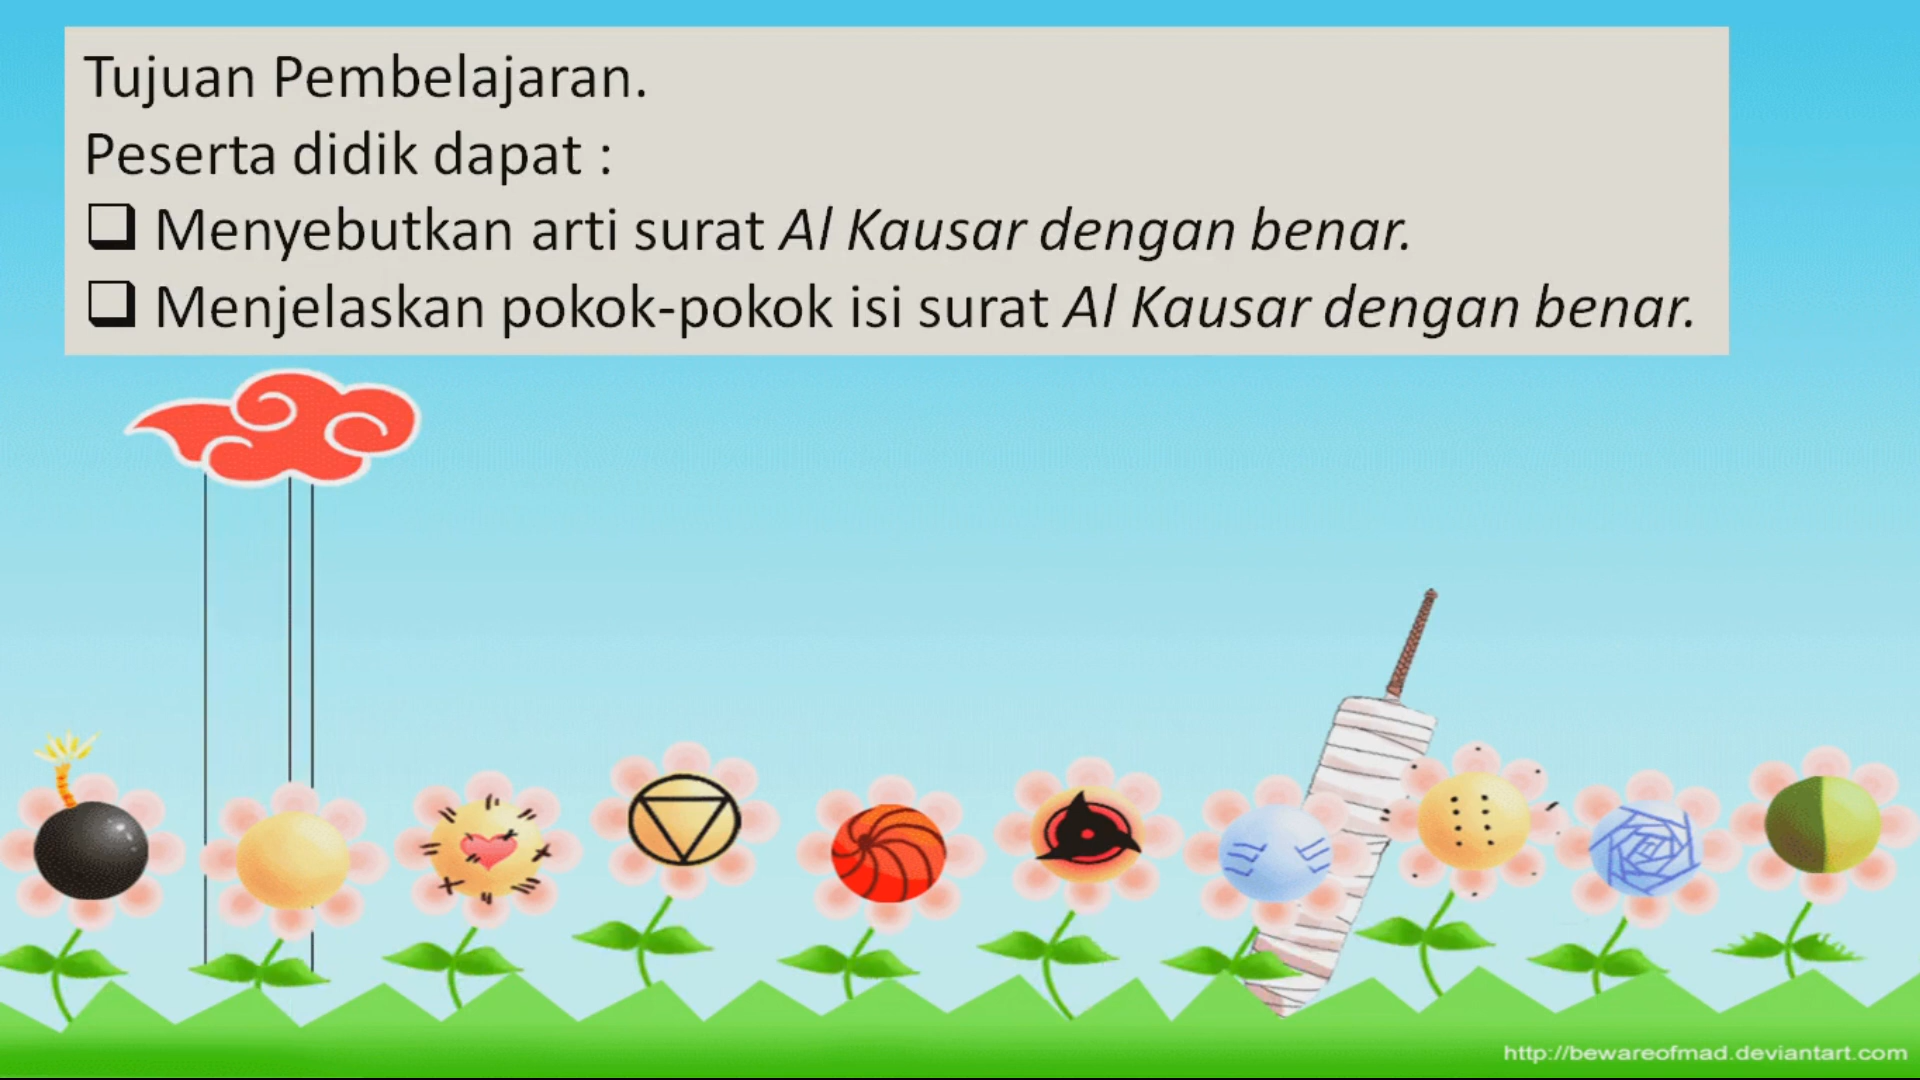 Tujuan Pembelajaran.
Peserta didik dapat :
❑ Menyebutkan arti surat Al Kausar dengan benar.
❑ Menjelaskan pokok-pokok isi surat Al Kausar dengan benar.
http://bewareofmad.deviantart.com